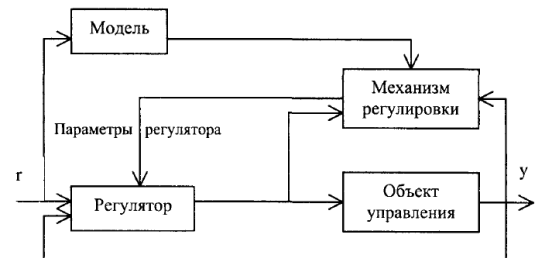 Модель
Механизм
регулировки
Параметры регулятора
r
y
Регулятор
Объект
управления